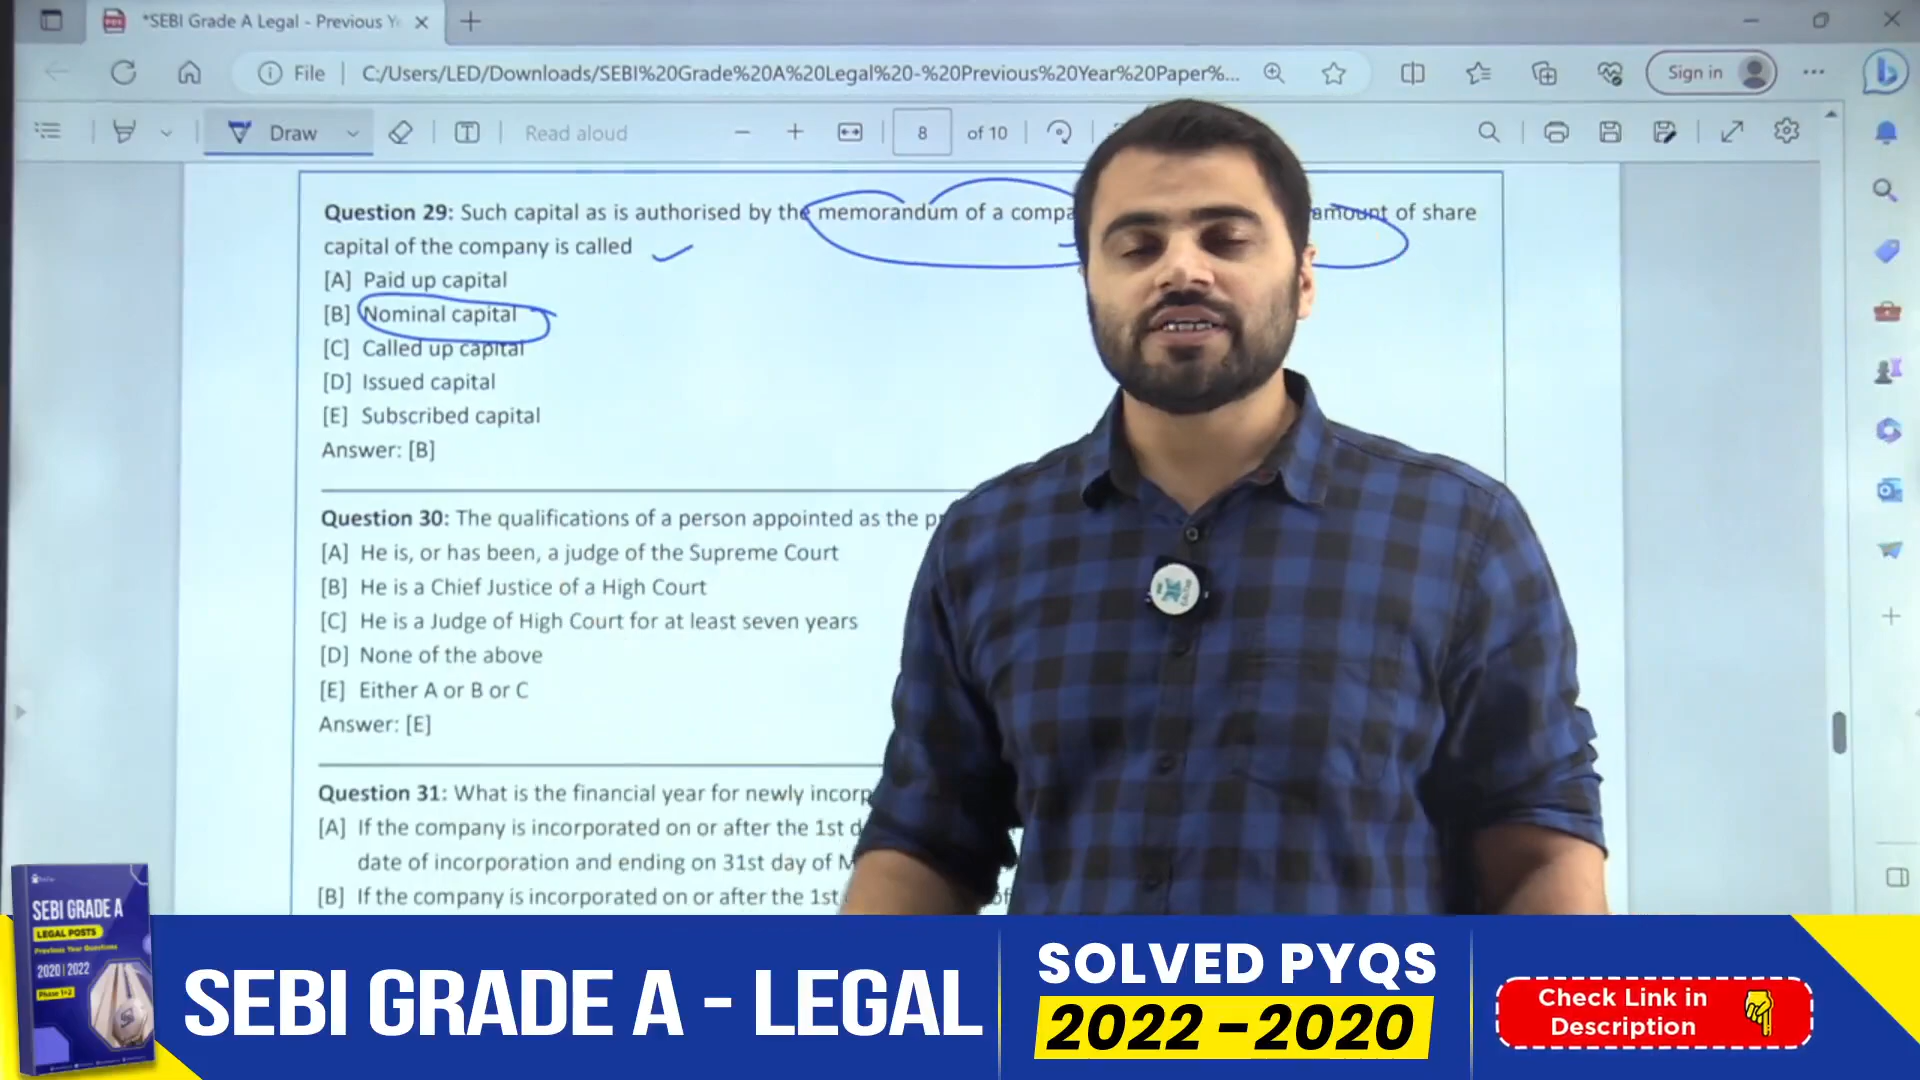 *SEBI Grade A Legal - Previous Y
File
C:/Users/LED/Downloads/SEBI%20Grade%20A%20Legal%20-%20Previous%20Year%20Paper%...
Sign in
Draw
Read aloud
8
of 10
Question 29: Such capital as is authorised by the memorandum of a compa amount of share
capital of the company is called
[A] Paid up capital
[B] Nominal capital
[C] Called up capital
[D] Issued capital
[E] Subscribed capital
Answer: [B]
Question 30: The qualifications of a person appointed as the p
[A] He is, or has been, a judge of the Supreme Court
[B] He is a Chief Justice of a High Court
[C] He is a Judge of High Court for at least seven years
[D] None of the above
[E] Either A or B or C
Answer: [E]
Question 31: What is the financial year for newly incorp
[A] If the company is incorporated on or after the 1st d
date of incorporation and ending on 31st day of M
[B] If the company is incorporated on or after the 1st of
SEBI GRADE A
LEGAL POSTS
Previous Year Questions
2020 | 2022
Phase 1+2
SEBI GRADE A - LEGAL
SOLVED PYQS
2022 - 2020
Check Link in
Description